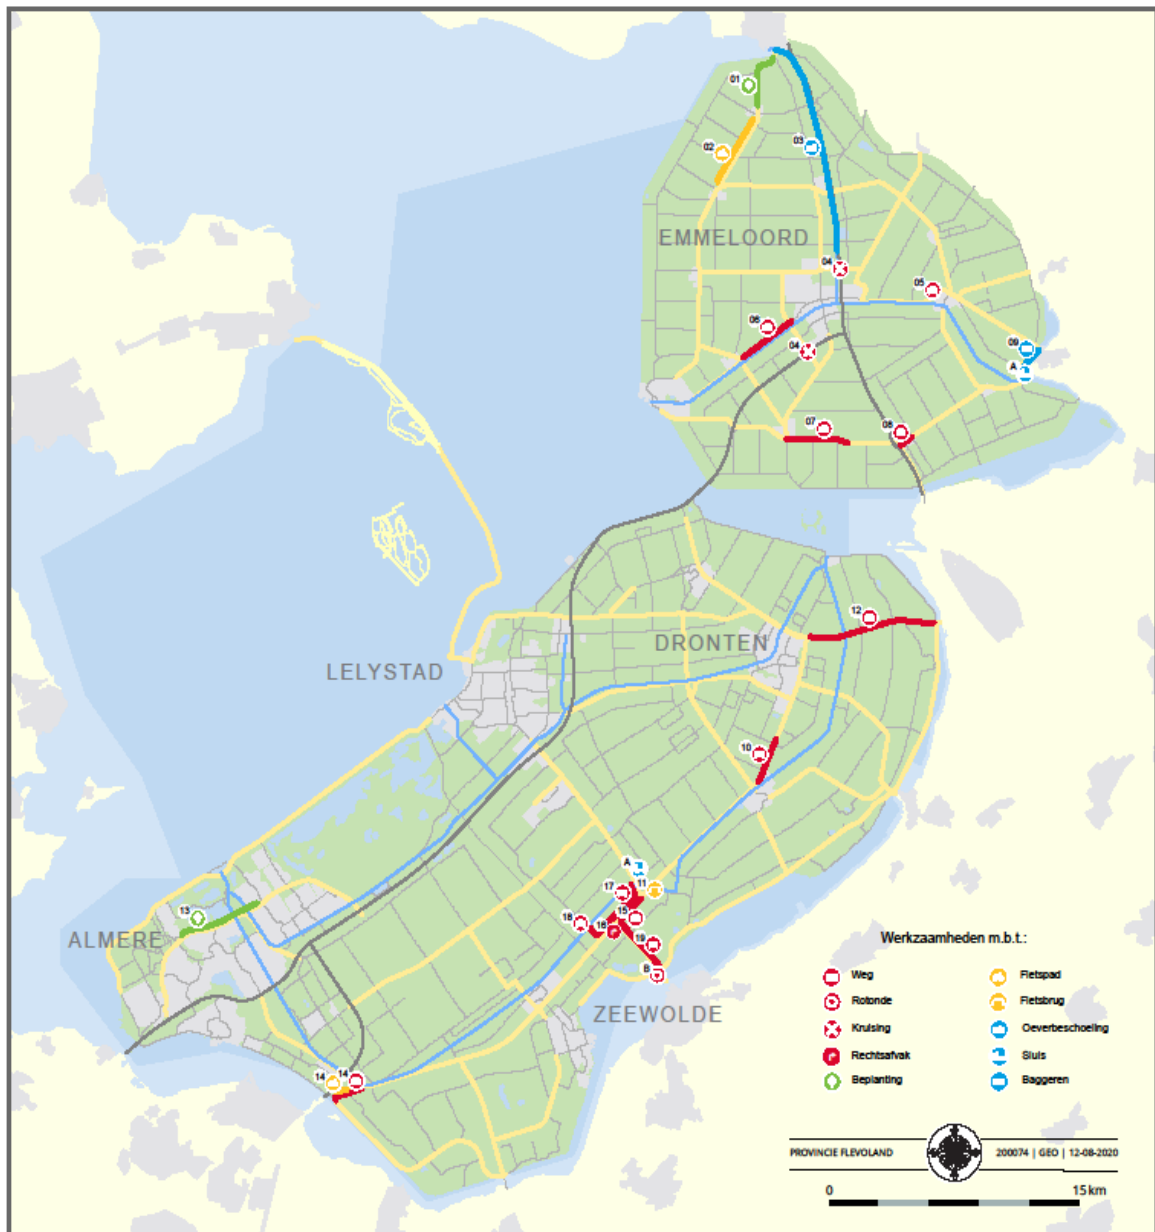 01
02
03
EMMELOORD
04
05
06
04
09
A
07
08
12
DRONTEN
LELYSTAD
10
A
17
11
18
16
15
19
13
ALMERE
B
ZEEWOLDE
14
14
Werkzaamheden m.b.t.:
Weg
Fietspad
Rotonde
Fietsbrug
Kruising
Oeverbeschoeiing
Rechtsafvak
Sluis
Beplanting
Baggeren
PROVINCIE FLEVOLAND
200074 | GEO | 12-08-2020
0
15 km